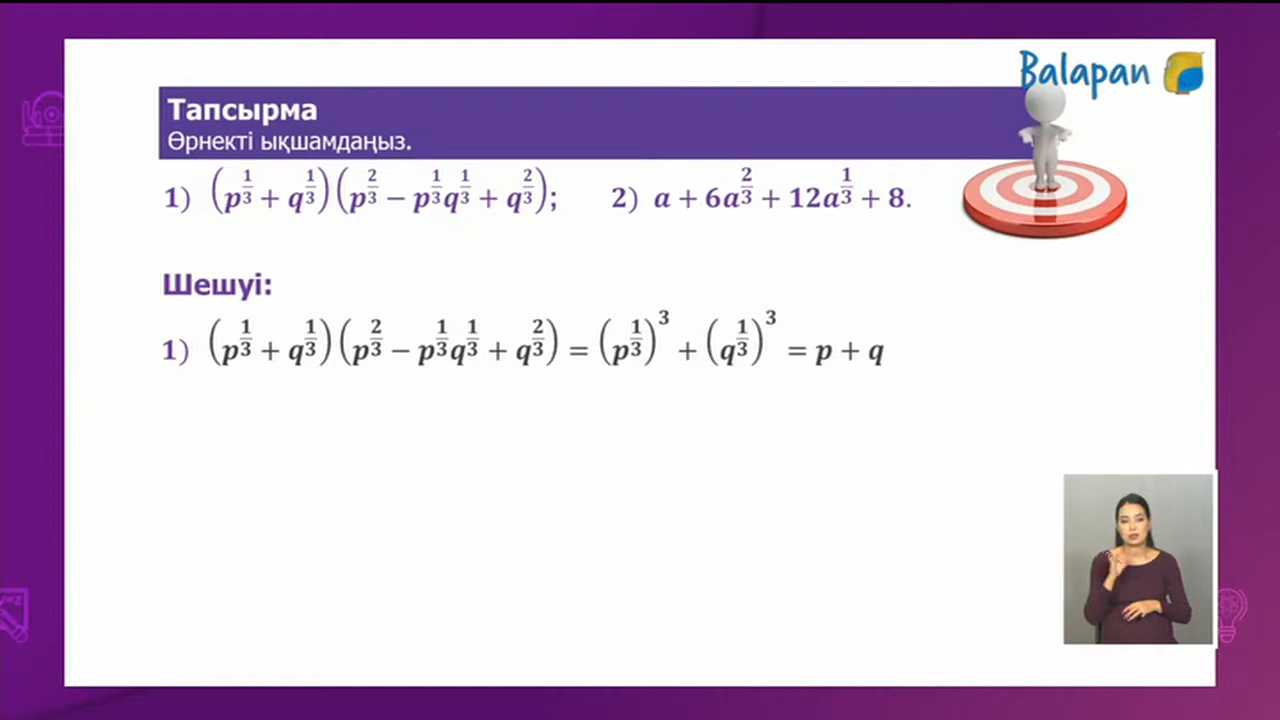 Balapan
Тапсырма
Өрнекті ықшамдаңыз.
1) (p^{1/3} + q^{1/3})(p^{2/3} − p^{1/3}q^{1/3} + q^{2/3}); 2) a + 6a^{2/3} + 12a^{1/3} + 8.
Шешуі:
1) (p^{1/3} + q^{1/3})(p^{2/3} − p^{1/3}q^{1/3} + q^{2/3}) = (p^{1/3})^3 + (q^{1/3})^3 = p + q